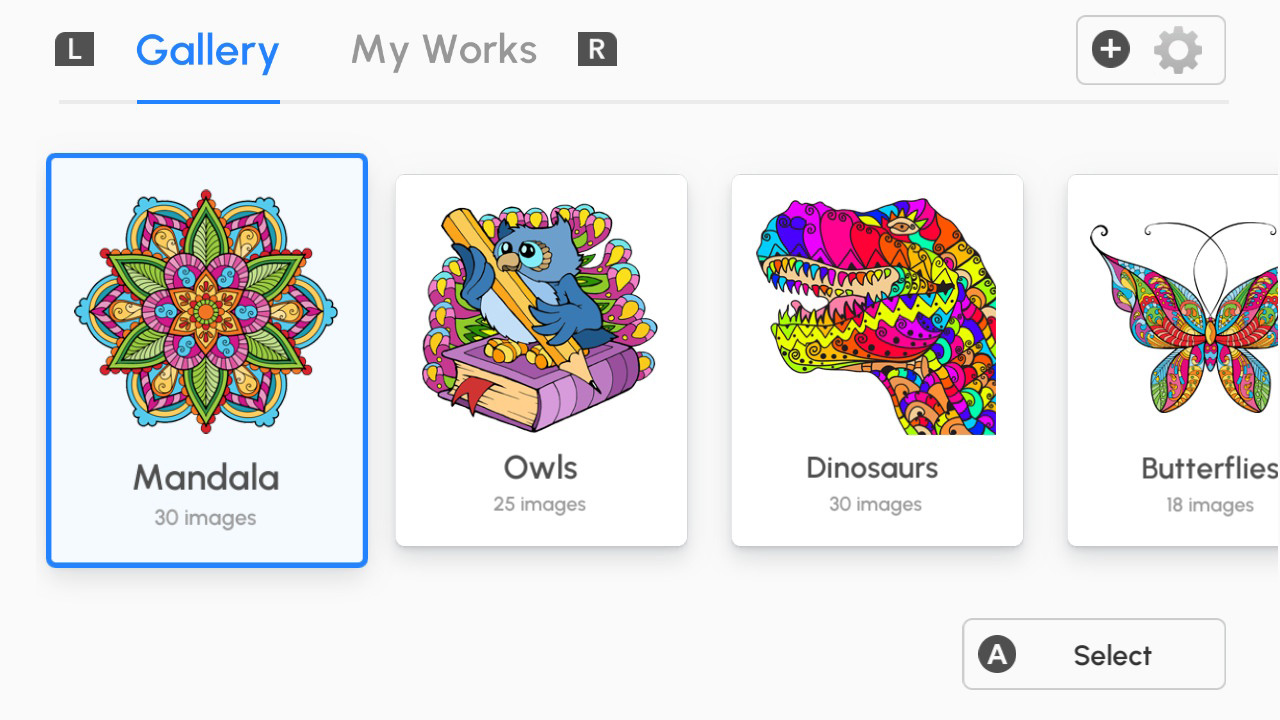 L Gallery My Works R +
Mandala
30 images
Owls
25 images
Dinosaurs
30 images
Butterflies
18 images
A Select